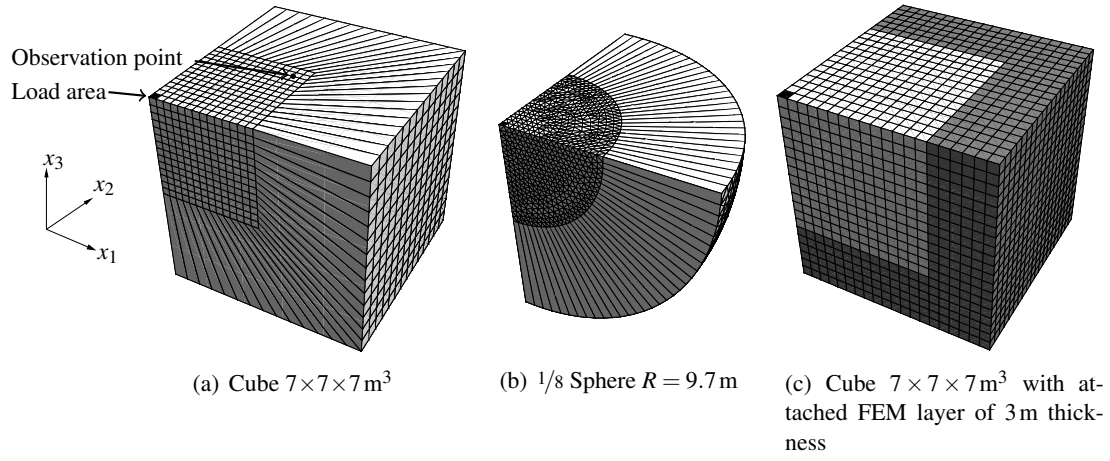 Observation point
Load area
x3
x2
x1
(a) Cube 7×7×7 m³
(b) 1/8 Sphere R = 9.7 m
(c) Cube 7 × 7 × 7 m³ with at-
tached FEM layer of 3 m thick-
ness